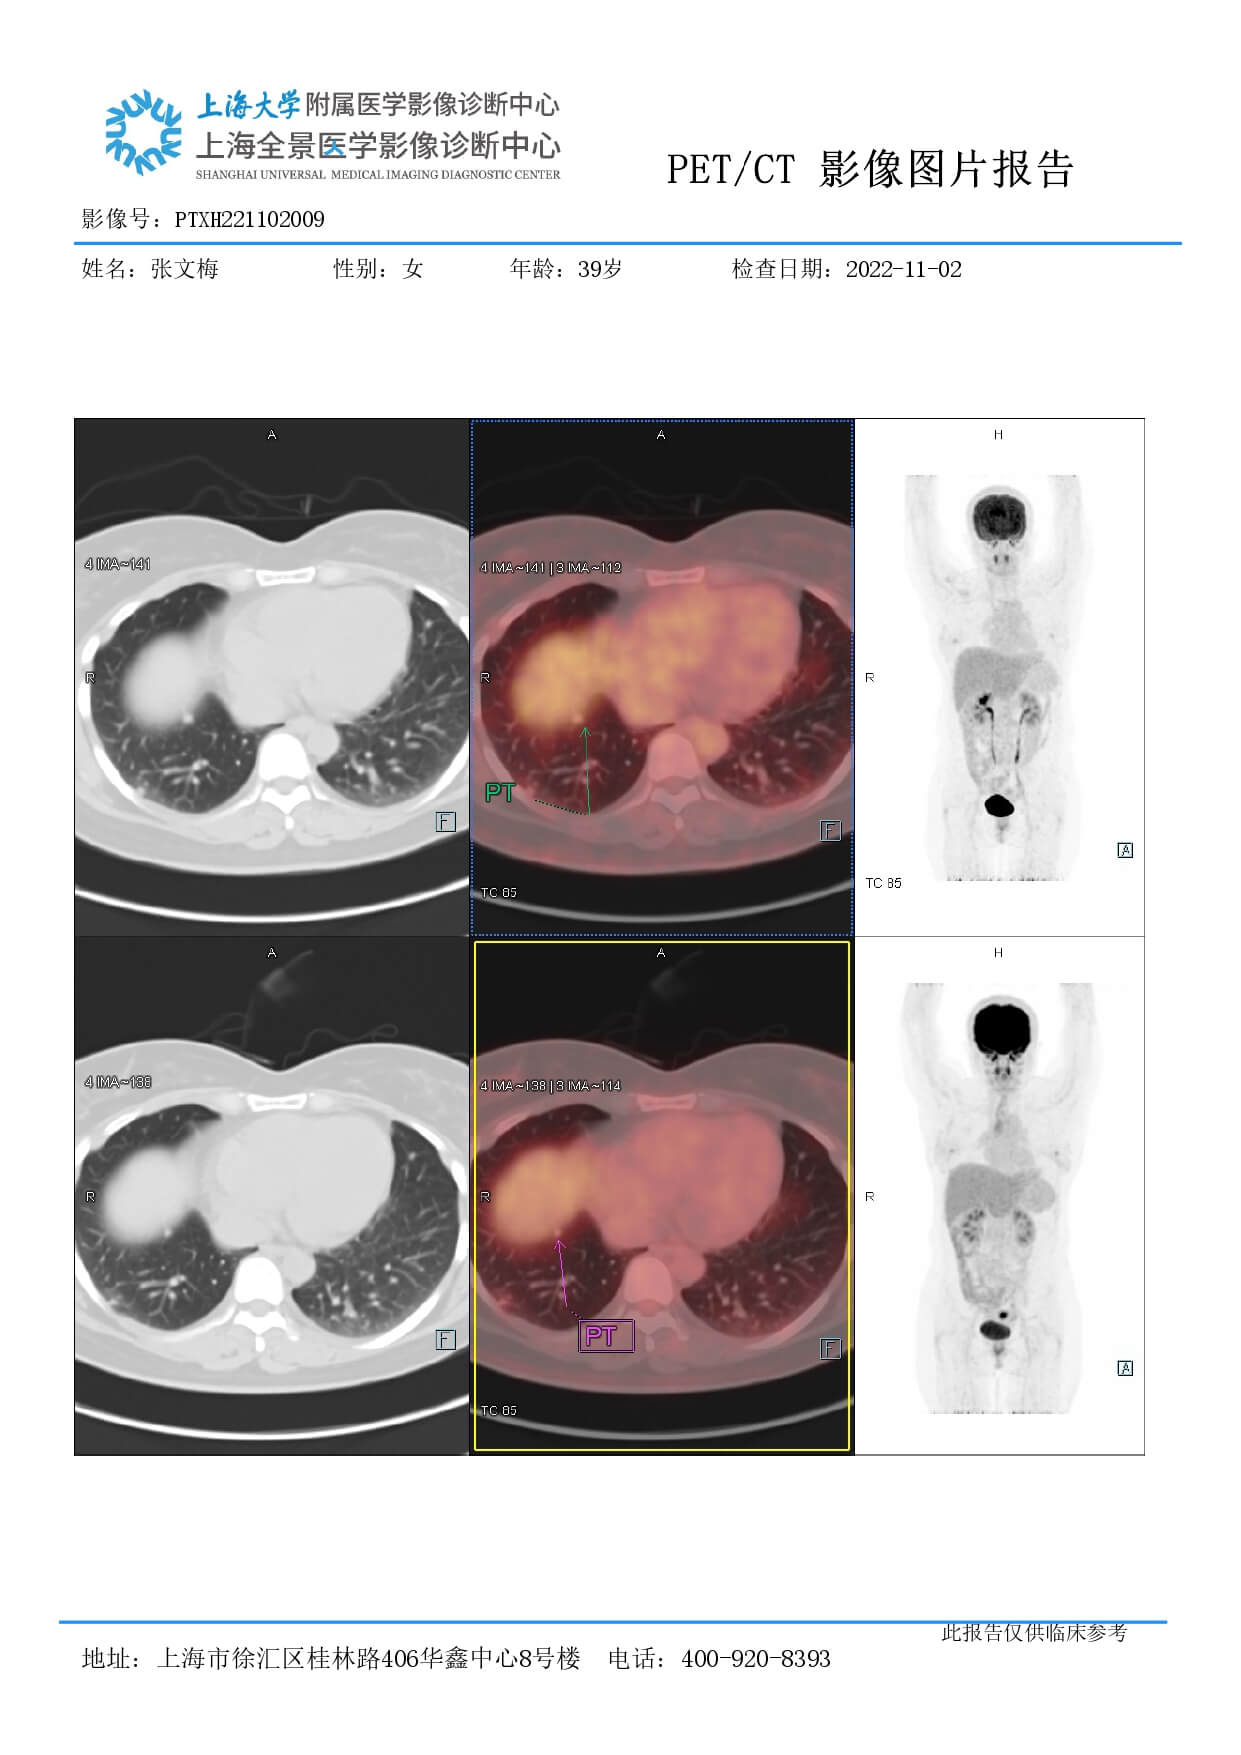 上海大学附属医学影像诊断中心
上海全景医学影像诊断中心
SHANGHAI UNIVERSAL MEDICAL IMAGING DIAGNOSTIC CENTER
PET/CT 影像图片报告
影像号：PTXH221102009
姓名：张文梅 性别：女 年龄：39岁 检查日期：2022-11-02
A A H
4 IMA~141 4 IMA~141 | 3 IMA~112
R R R
PT
F F A
TC 85 TC 85
A A H
4 IMA~138 4 IMA~138 | 3 IMA~114
R R R
PT
F F A
TC 85
此报告仅供临床参考
地址：上海市徐汇区桂林路406华鑫中心8号楼 电话：400-920-8393